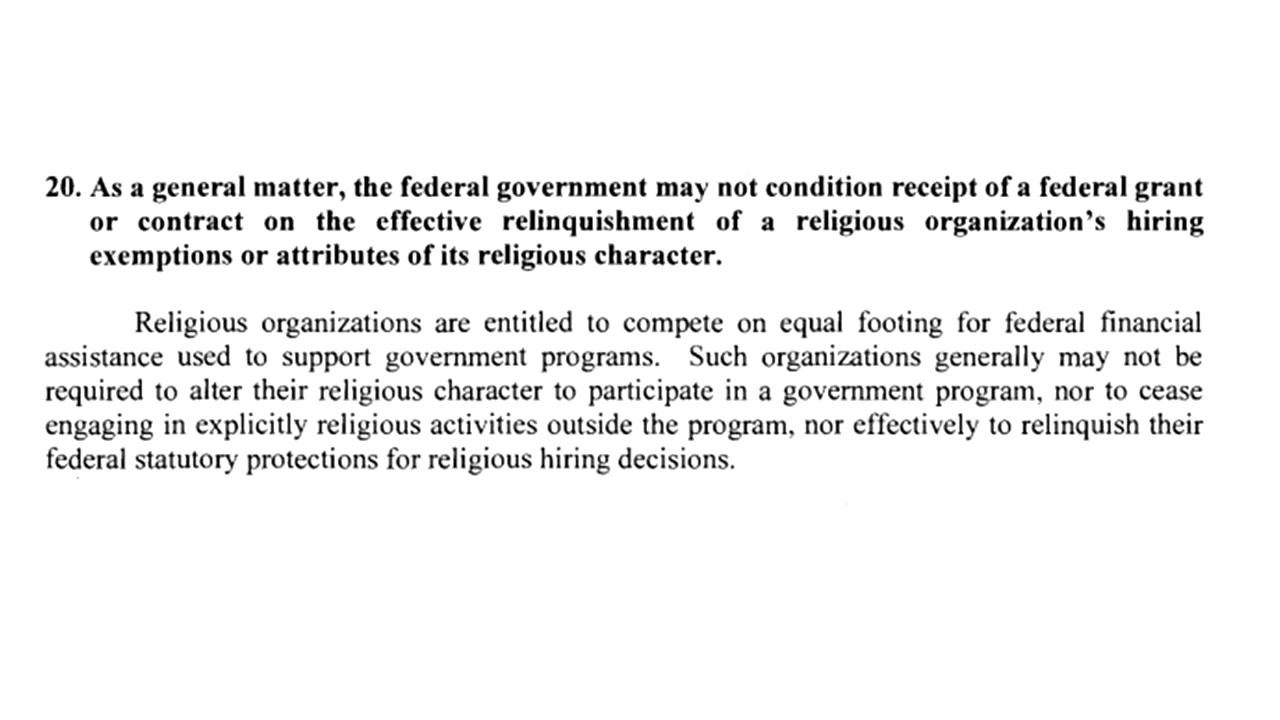 20. As a general matter, the federal government may not condition receipt of a federal grant
or contract on the effective relinquishment of a religious organization's hiring
exemptions or attributes of its religious character.
Religious organizations are entitled to compete on equal footing for federal financial
assistance used to support government programs. Such organizations generally may not be
required to alter their religious character to participate in a government program, nor to cease
engaging in explicitly religious activities outside the program, nor effectively to relinquish their
federal statutory protections for religious hiring decisions.